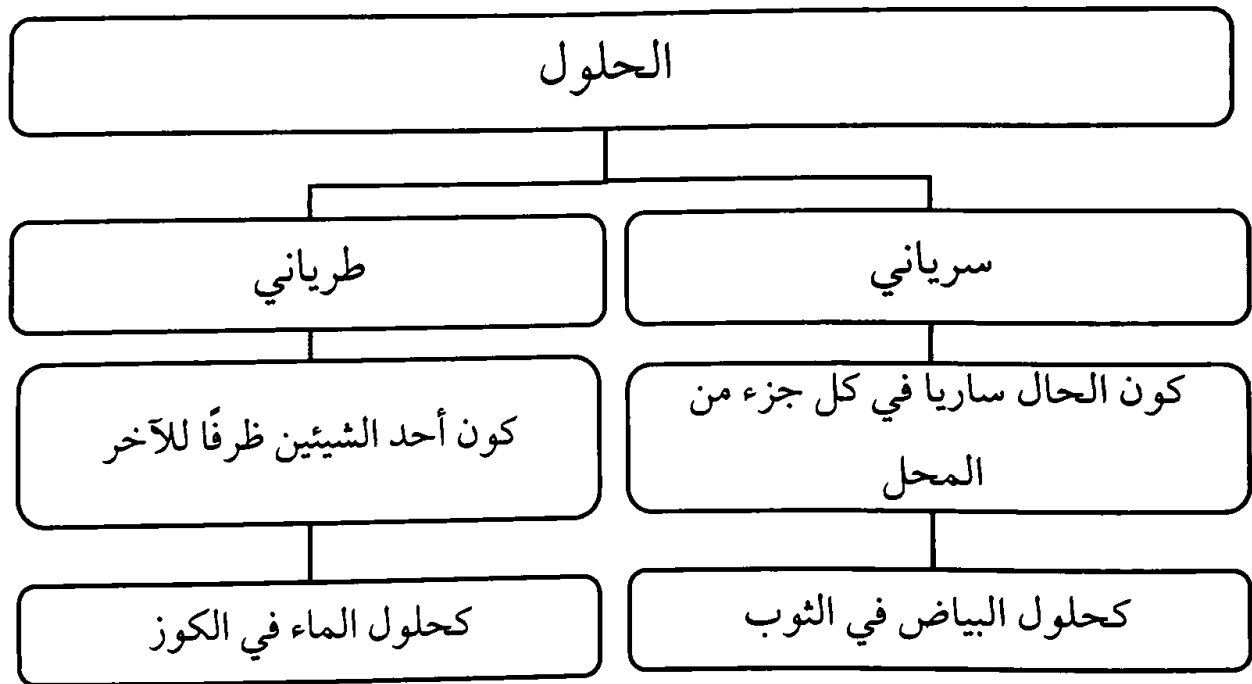 الحلول
سرياني
طرياني
كون الحال ساريا في كل جزء من
المحل
كون أحد الشيئين ظرفًا للآخر
كحلول البياض في الثوب
كحلول الماء في الكوز